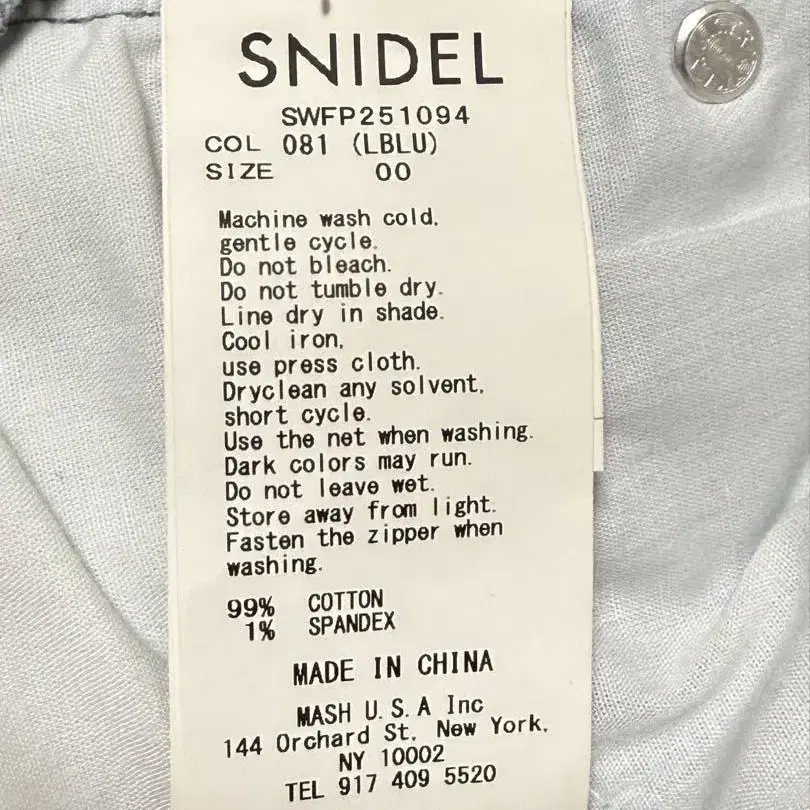 SNIDEL
SWFP251094
COL 081 (LBLU)
SIZE 00
Machine wash cold,
gentle cycle.
Do not bleach.
Do not tumble dry.
Line dry in shade.
Cool iron,
use press cloth.
Dryclean any solvent,
short cycle.
Use the net when washing.
Dark colors may run.
Do not leave wet.
Store away from light.
Fasten the zipper when
washing.
99% COTTON
1% SPANDEX
MADE IN CHINA
MASH U.S.A Inc
144 Orchard St. New York,
NY 10002
TEL 917 409 5520